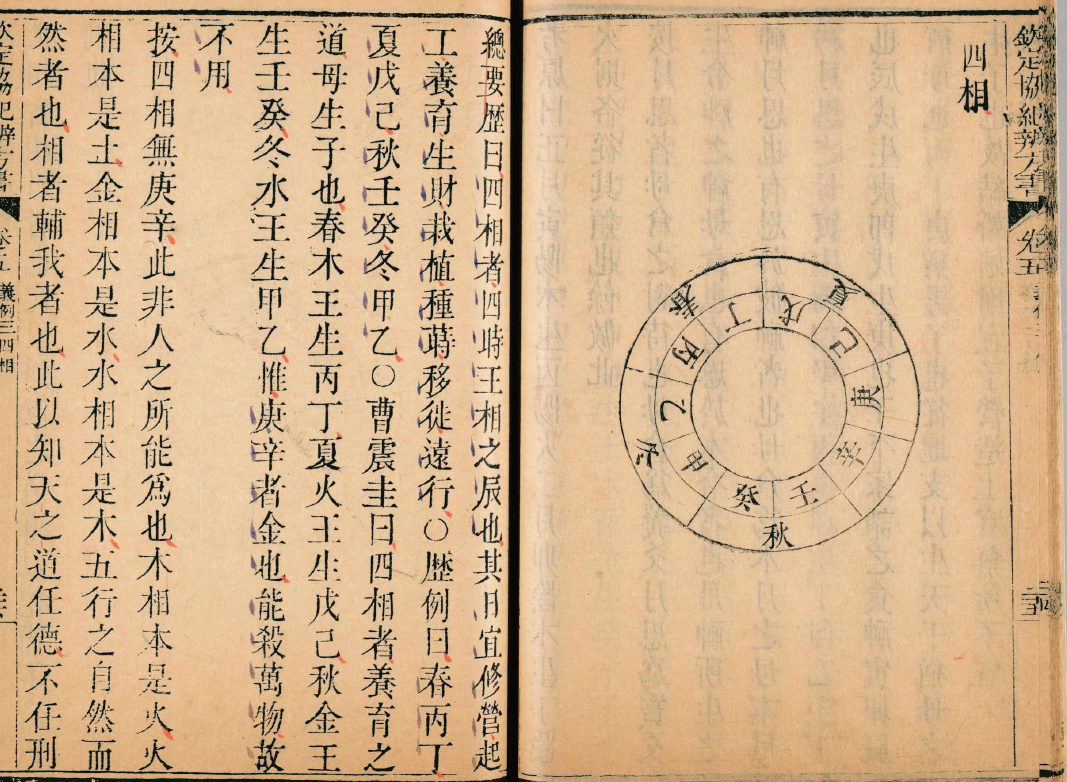 欽定協紀辨方書
卷五
四相
春
夏
秋
冬
甲
乙
丙
丁
戊
己
庚
辛
壬
癸
總要歷曰四相者四時王相之辰也其日宜修營起
工養育生財栽植種蒔移徙遠行○歷例曰春丙丁
夏戊己秋壬癸冬甲乙○曹震圭曰四相者養育之
道母生子也春木王生丙丁夏火王生戊己秋金王
生壬癸冬水王生甲乙惟庚辛者金也能殺萬物故
不用
按四相無庚辛此非人之所能爲也木相本是火火
相本是土金相本是水水相本是木五行之自然而
然者也相者輔我者也此以知天之道任德不任刑
欽定協紀辨方書
卷五 義例三 四相